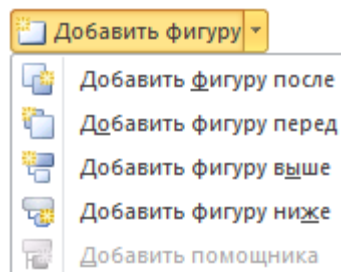 Добавить фигуру
Добавить фигуру после
Добавить фигуру перед
Добавить фигуру выше
Добавить фигуру ниже
Добавить помощника